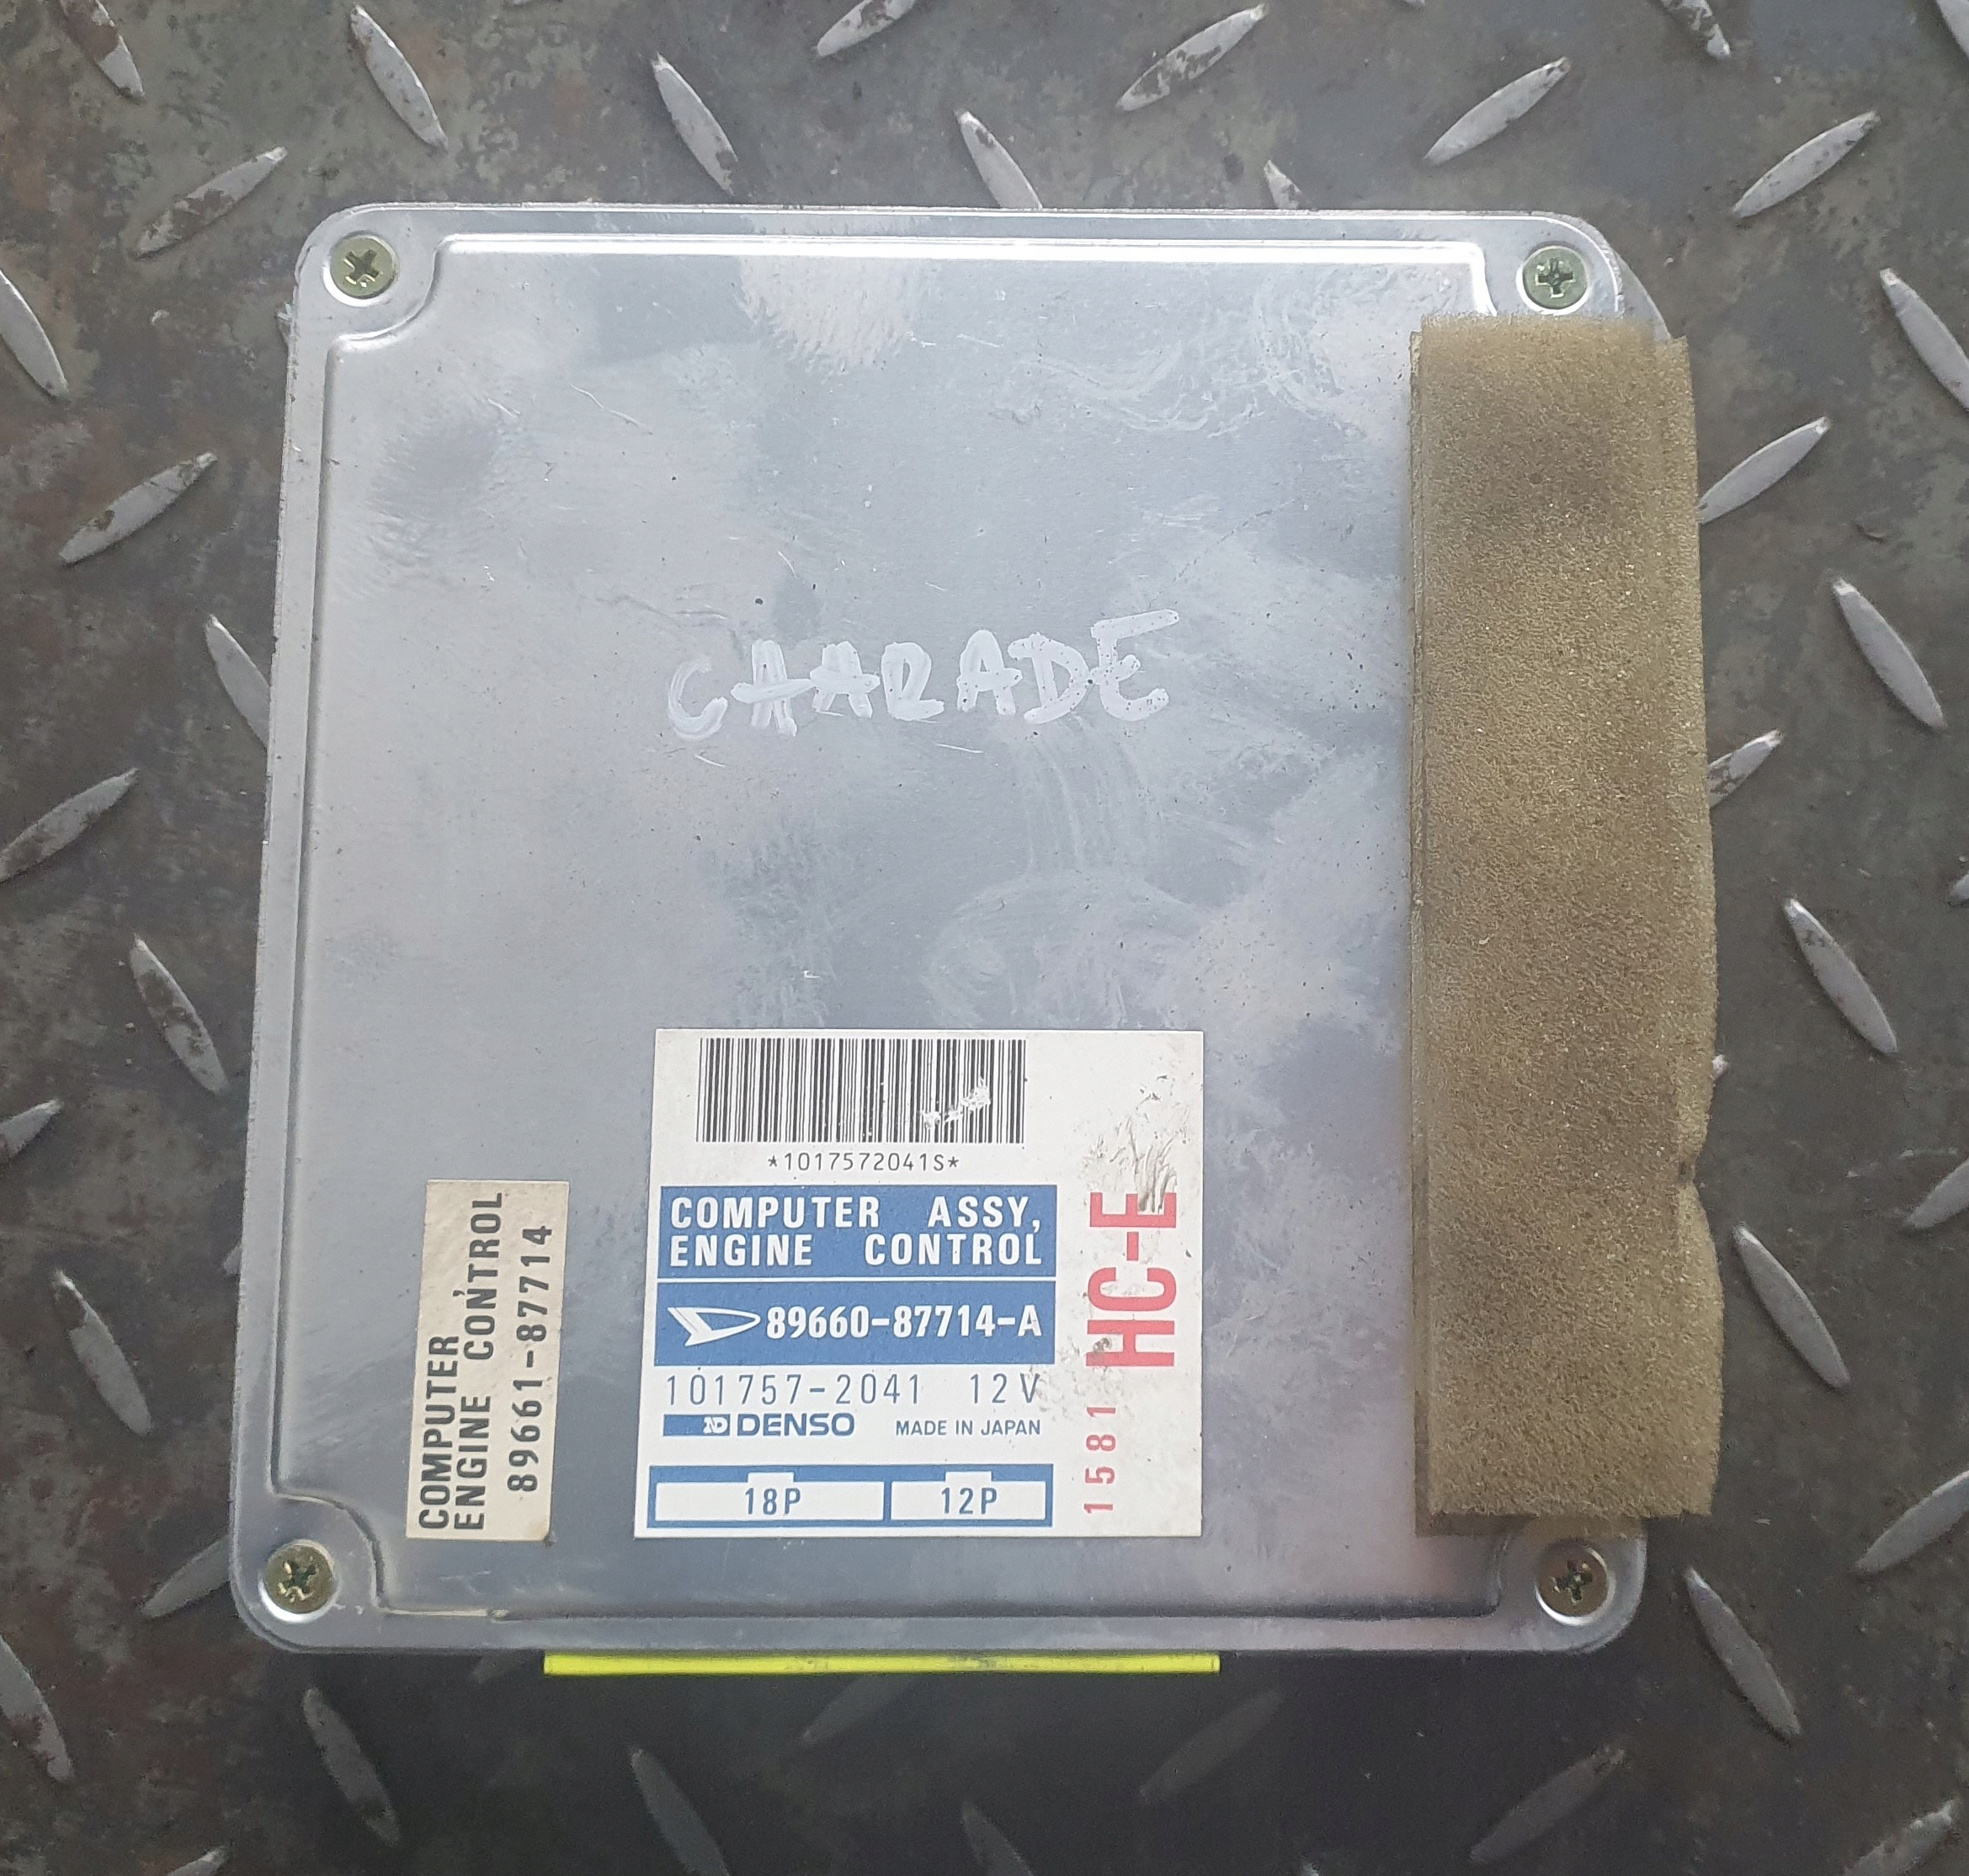 CHARADE
*1017572041S*
COMPUTER ASSY,
ENGINE CONTROL
89660-87714-A
101757-2041 12V
ND DENSO MADE IN JAPAN
18P 12P
HC-E
1581
COMPUTER
ENGINE CONTROL
89661-87714